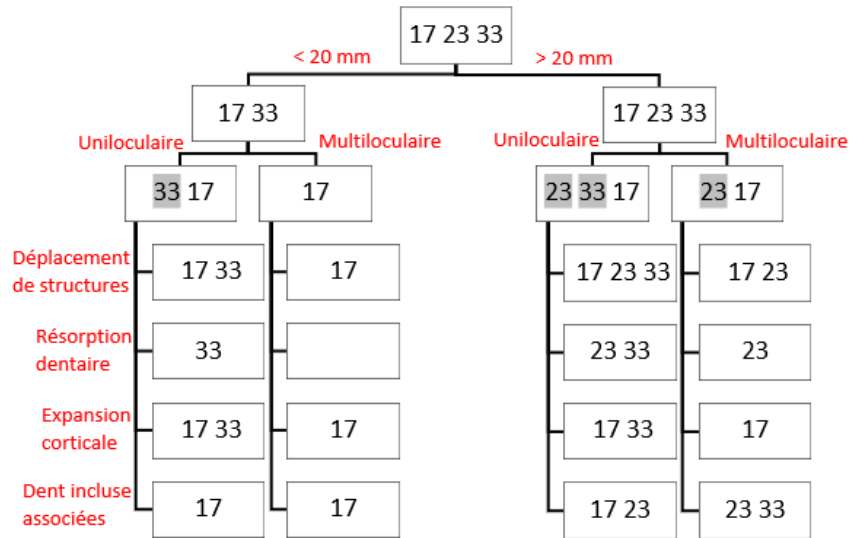 17 23 33
< 20 mm
> 20 mm
17 33
17 23 33
Uniloculaire
Multiloculaire
Uniloculaire
Multiloculaire
33 17
17
23 33 17
23 17
Déplacement
de structures
17 33
17
17 23 33
17 23
Résorption
dentaire
33
23 33
23
Expansion
corticale
17 33
17
17 33
17
Dent incluse
associées
17
17
17 23
23 33